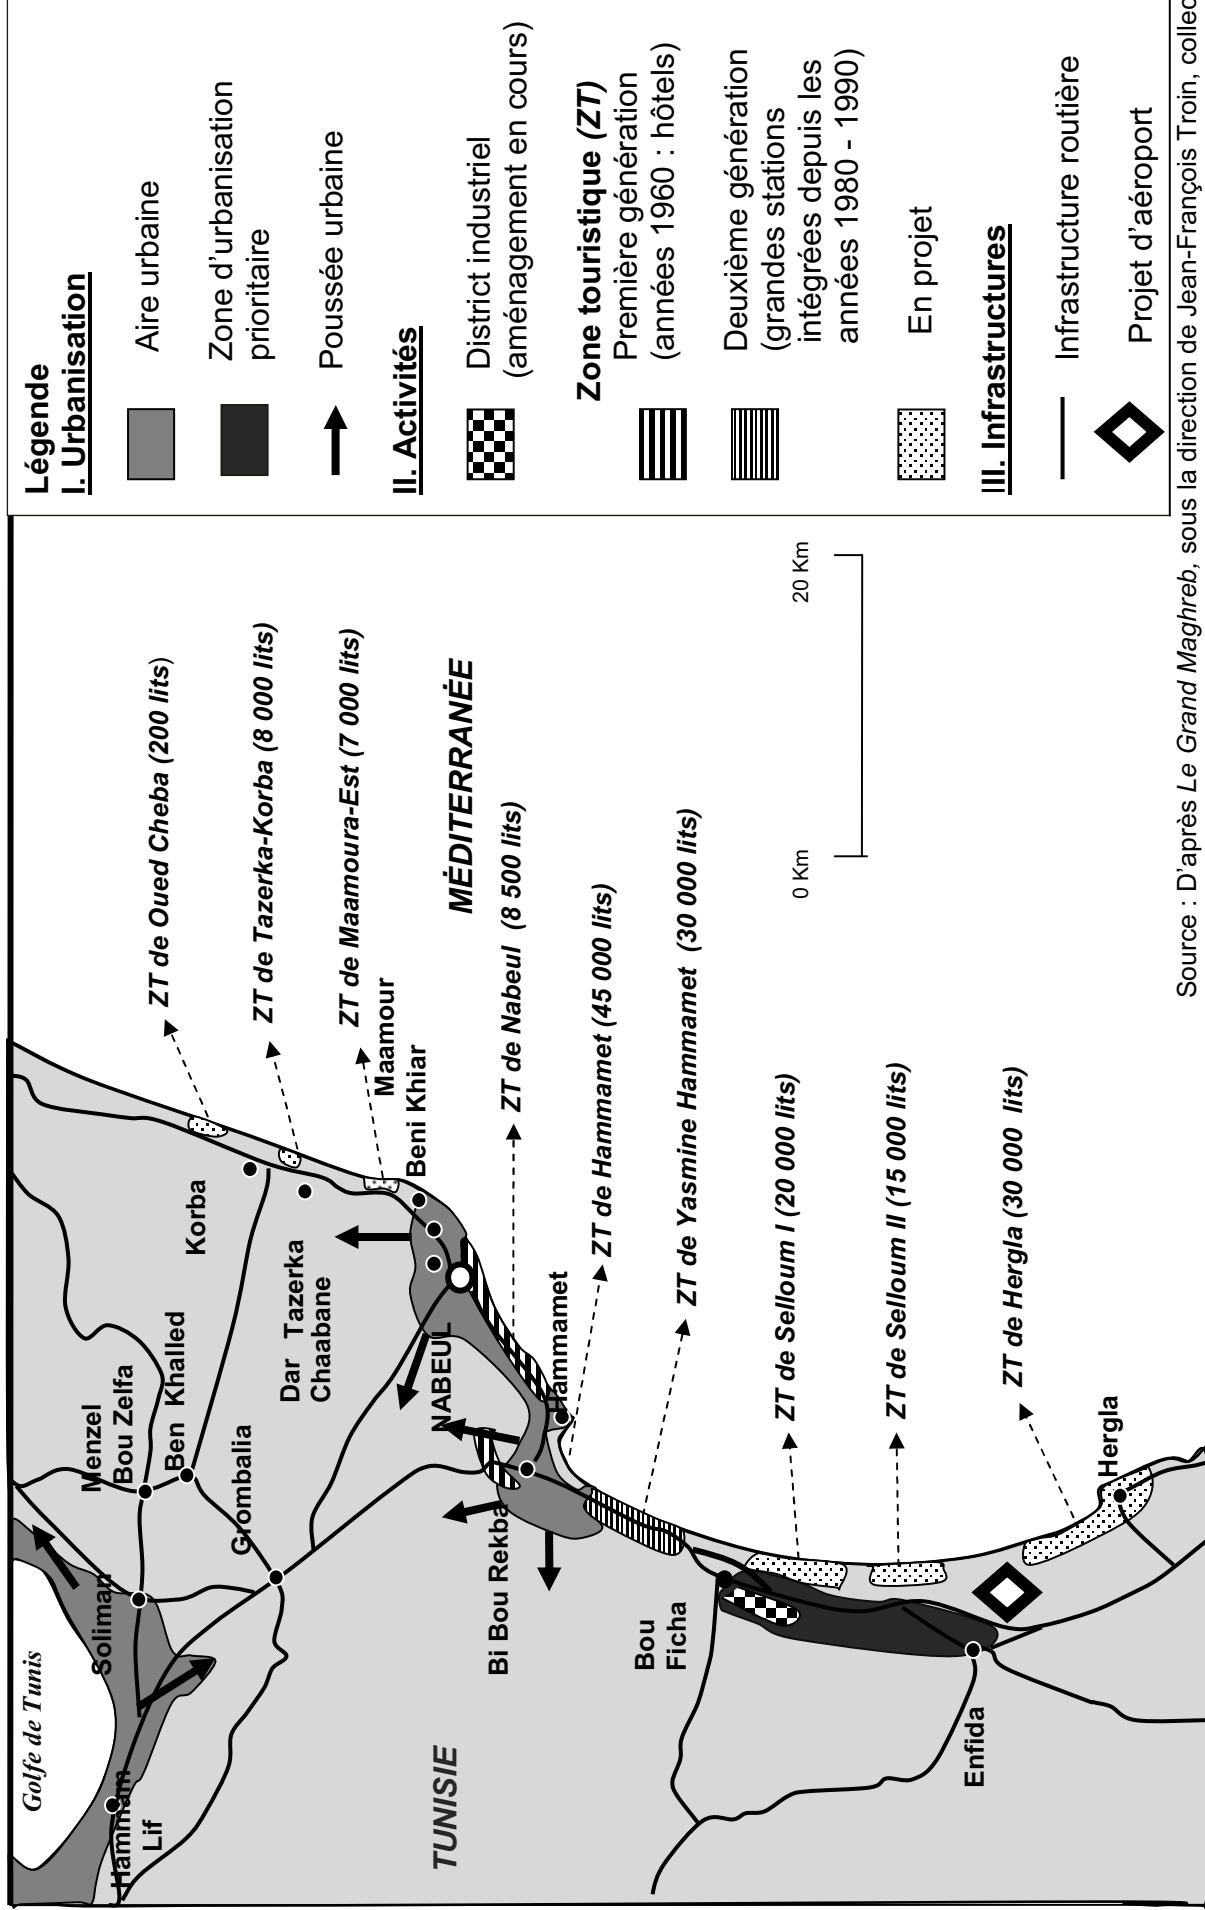 Golfe de Tunis
Hammam
Lif
Soliman
Menzel
Bou Zelfa
Ben Khalled
Korba
Grombalia
Dar Tazerka
Chaabane
Maamour
Beni Khiar
NABEUL
Hammamet
Bi Bou Rekba
Bou
Ficha
Enfida
Hergla
TUNISIE
MÉDITERRANÉE
ZT de Oued Cheba (200 lits)
ZT de Tazerka-Korba (8 000 lits)
ZT de Maamoura-Est (7 000 lits)
ZT de Nabeul (8 500 lits)
ZT de Hammamet (45 000 lits)
ZT de Yasmine Hammamet (30 000 lits)
ZT de Selloum I (20 000 lits)
ZT de Selloum II (15 000 lits)
ZT de Hergla (30 000 lits)
0 Km
20 Km
Légende
I. Urbanisation
Aire urbaine
Zone d'urbanisation
prioritaire
Poussée urbaine
II. Activités
District industriel
(aménagement en cours)
Zone touristique (ZT)
Première génération
(années 1960 : hôtels)
Deuxième génération
(grandes stations
intégrées depuis les
années 1980 - 1990)
En projet
III. Infrastructures
Infrastructure routière
Projet d'aéroport
Source : D'après Le Grand Maghreb, sous la direction de Jean-François Troin, collec